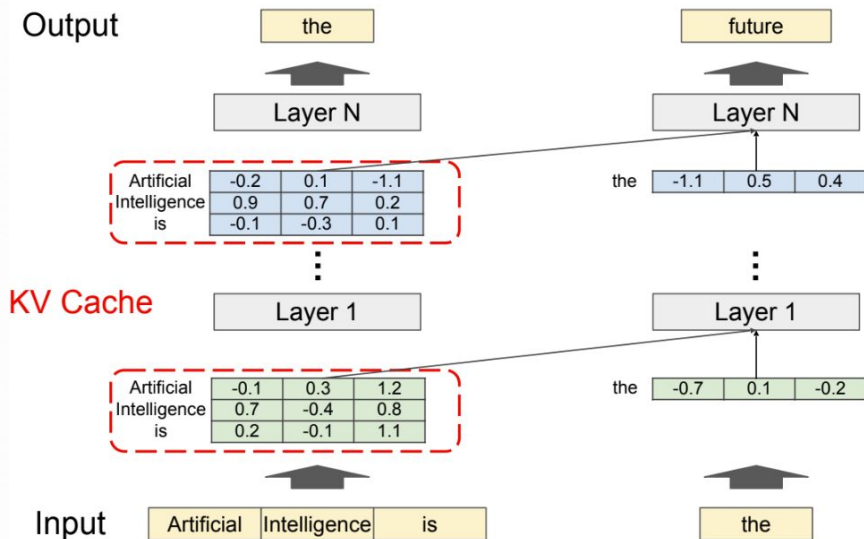 Output
the
future
Layer N
Layer N
Artificial -0.2 0.1 -1.1
Intelligence 0.9 0.7 0.2
is -0.1 -0.3 0.1
the -1.1 0.5 0.4
KV Cache
Layer 1
Layer 1
Artificial -0.1 0.3 1.2
Intelligence 0.7 -0.4 0.8
is 0.2 -0.1 1.1
the -0.7 0.1 -0.2
Input
Artificial Intelligence is
the